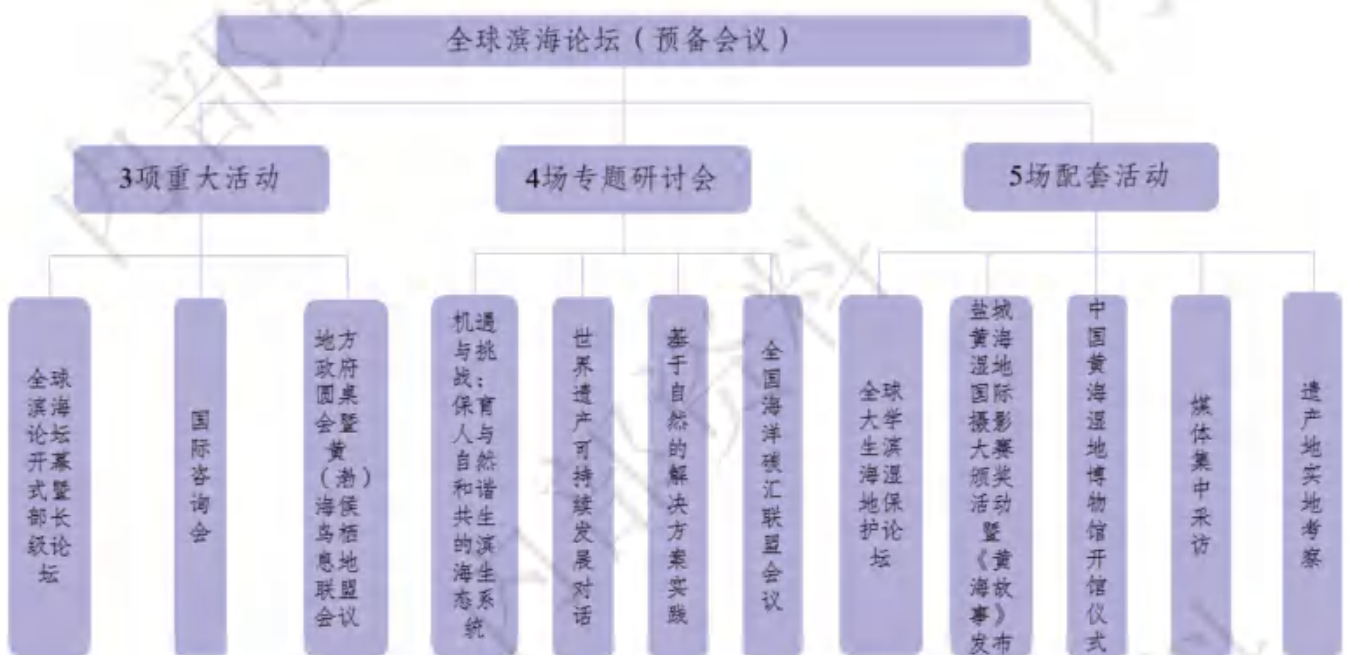 全球滨海论坛（预备会议）
3项重大活动
4场专题研讨会
5场配套活动
全球滨海论坛开幕式暨部长级论坛
国际咨询会
地方政府圆桌会暨黄（渤）海侯鸟栖息地联盟会议
机遇与挑战：保育人与自然和谐共生的滨海生态系统
世界遗产可持续发展对话
基于自然的解决方案实践
全国海洋碳汇联盟会议
全球大学生滨海湿地保护论坛
盐城黄海湿地国际摄影大赛颁奖活动暨《黄海故事》发布
中国黄海湿地博物馆开馆仪式
媒体集中采访
遗产地实地考察
内部资料